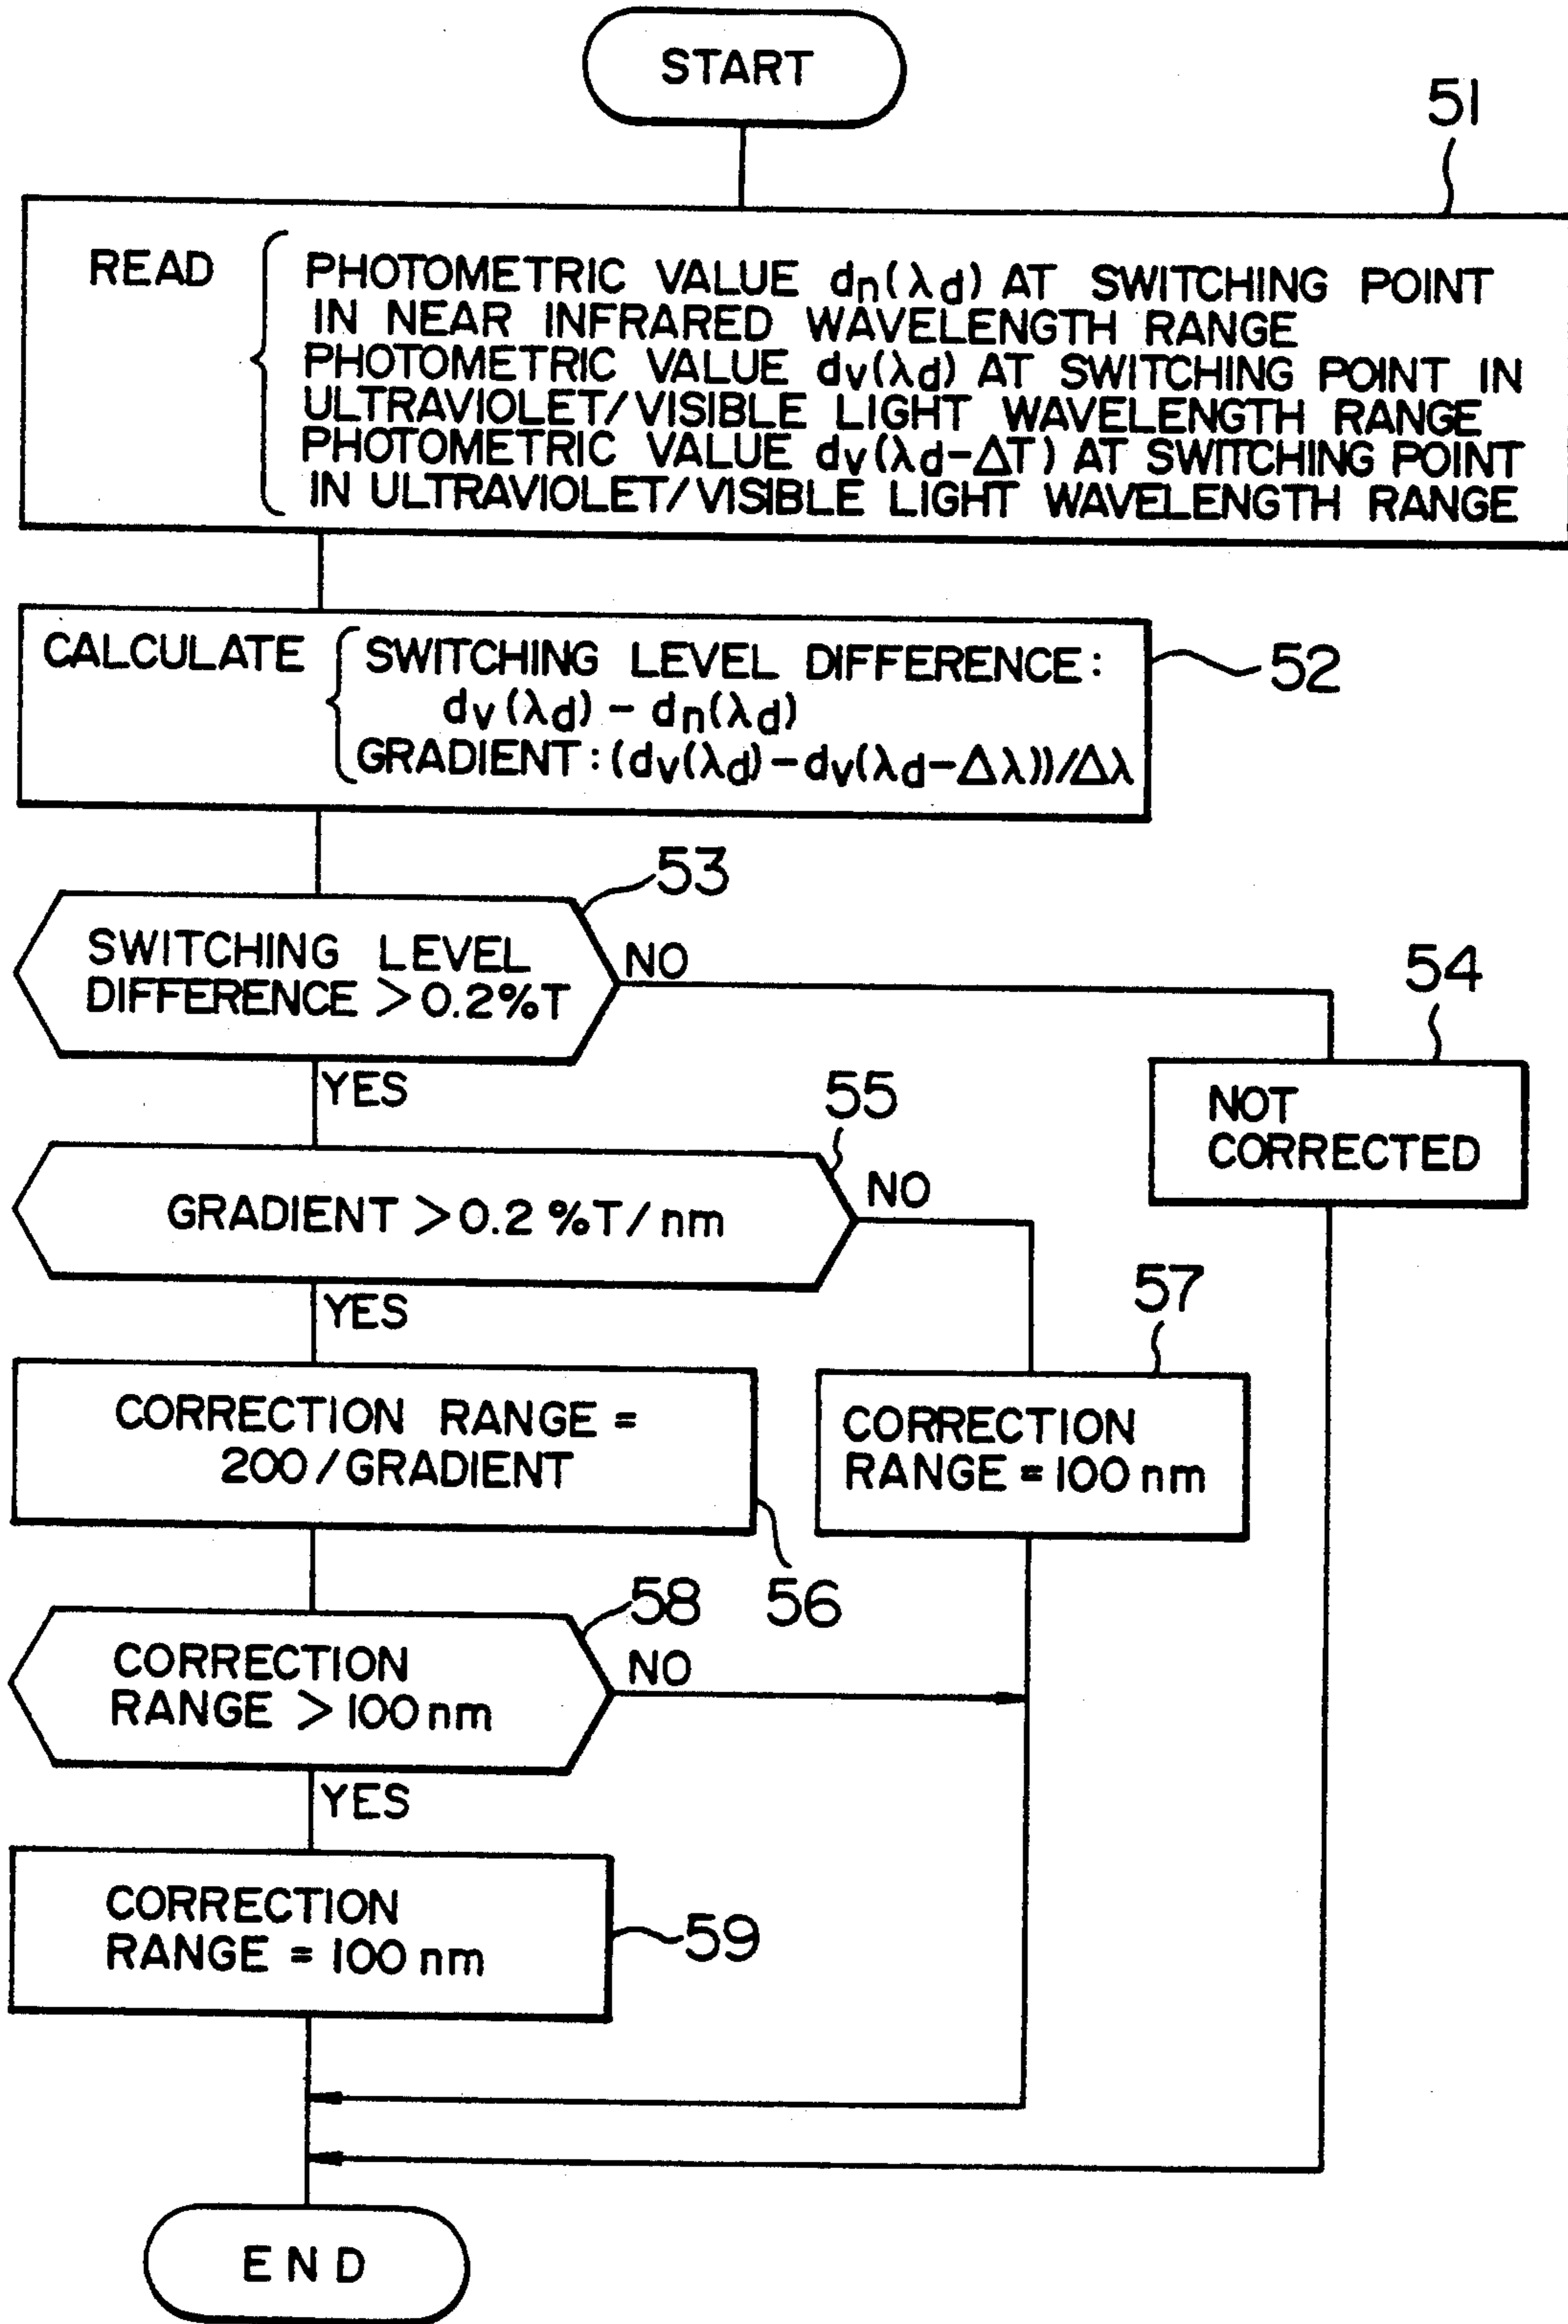 START
51
READ
PHOTOMETRIC VALUE dn(λd) AT SWITCHING POINT
IN NEAR INFRARED WAVELENGTH RANGE
PHOTOMETRIC VALUE dv(λd) AT SWITCHING POINT IN
ULTRAVIOLET/VISIBLE LIGHT WAVELENGTH RANGE
PHOTOMETRIC VALUE dv(λd-ΔT) AT SWITCHING POINT
IN ULTRAVIOLET/VISIBLE LIGHT WAVELENGTH RANGE
CALCULATE
SWITCHING LEVEL DIFFERENCE:
dv(λd) - dn(λd)
GRADIENT: (dv(λd)-dv(λd-Δλ))/Δλ
52
53
SWITCHING LEVEL
DIFFERENCE > 0.2%T
NO
YES
54
NOT
CORRECTED
55
GRADIENT > 0.2 %T/nm
NO
YES
57
CORRECTION RANGE =
200/GRADIENT
56
CORRECTION
RANGE = 100 nm
58
CORRECTION
RANGE > 100 nm
NO
YES
CORRECTION
RANGE = 100 nm
59
END